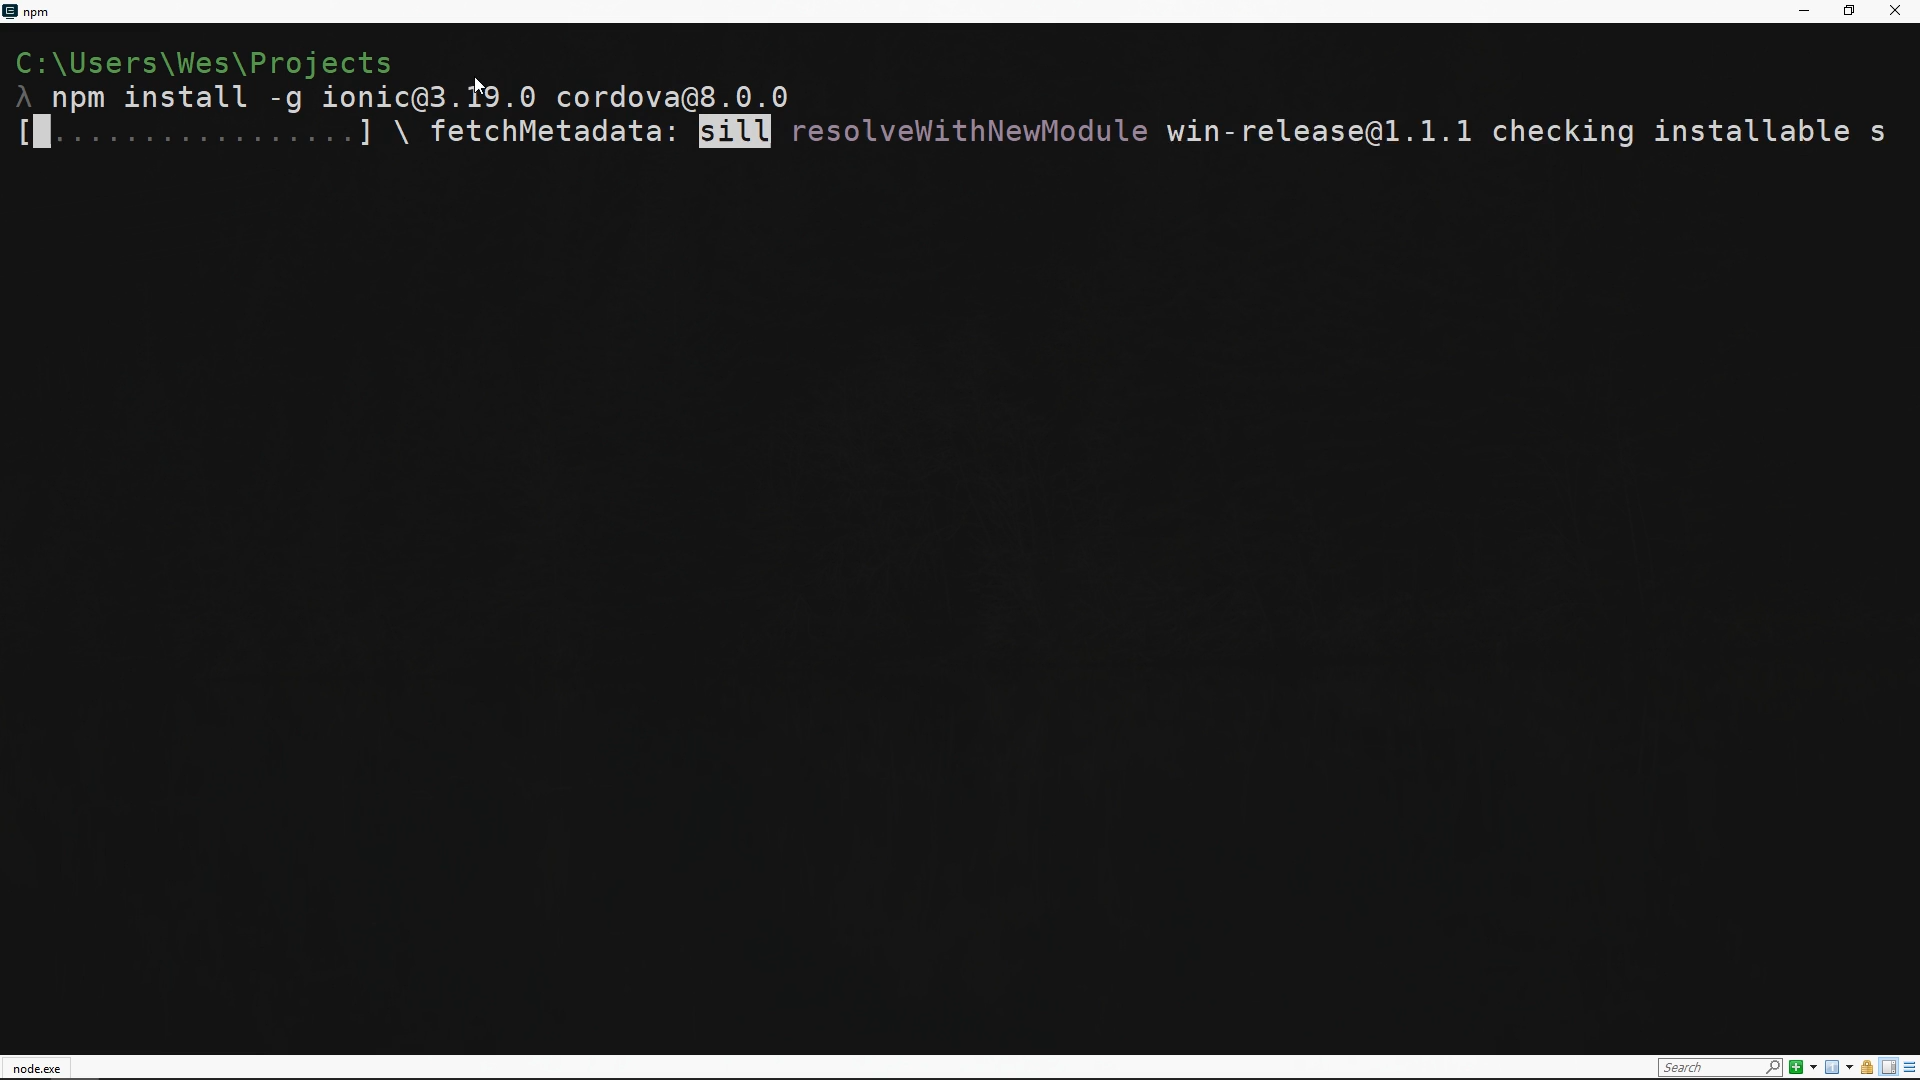 npm
C:\Users\Wes\Projects
λ npm install -g ionic@3.19.0 cordova@8.0.0
[.................] \ fetchMetadata: sill resolveWithNewModule win-release@1.1.1 checking installable s
node.exe
Search